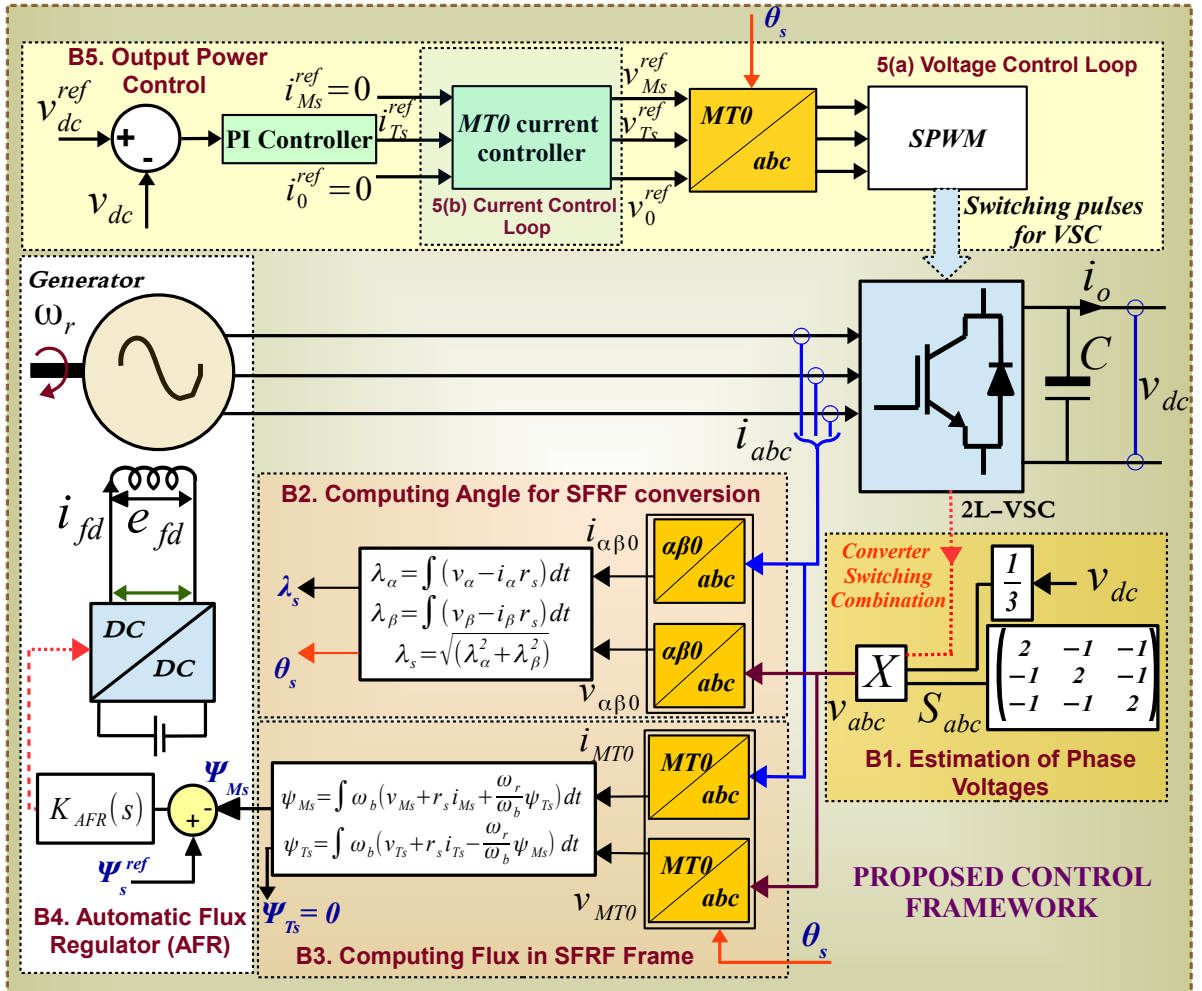 θ_s
B5. Output Power
Control
5(a) Voltage Control Loop
v_dc^ref
+
-
v_dc
PI Controller
i_Ms^ref = 0
i_Ts^ref
i_0^ref = 0
MT0 current
controller
5(b) Current Control
Loop
v_Ms^ref
v_Ts^ref
v_0^ref
MT0
abc
SPWM
Switching pulses
for VSC
Generator
ω_r
i_o
C
v_dc
i_abc
2L-VSC
i_fd
e_fd
DC
DC
B2. Computing Angle for SFRF conversion
i_αβ0
αβ0
abc
λ_α = ∫ (v_α − i_α r_s) dt
λ_β = ∫ (v_β − i_β r_s) dt
λ_s = √(λ_α^2 + λ_β^2)
λ_s
θ_s
αβ0
abc
v_αβ0
Converter
Switching
Combination
1
3
v_dc
X
v_abc
S_abc
2 -1 -1
-1 2 -1
-1 -1 2
B1. Estimation of Phase
Voltages
i_MT0
MT0
abc
ψ_Ms = ∫ ω_b (v_Ms + r_s i_Ms + ω_r/ω_b ψ_Ts) dt
ψ_Ts = ∫ ω_b (v_Ts + r_s i_Ts − ω_r/ω_b ψ_Ms) dt
MT0
abc
v_MT0
Ψ_Ms
-
+
K_AFR(s)
Ψ_s^ref
Ψ_Ts = 0
θ_s
B4. Automatic Flux
Regulator (AFR)
B3. Computing Flux in SFRF Frame
PROPOSED CONTROL
FRAMEWORK